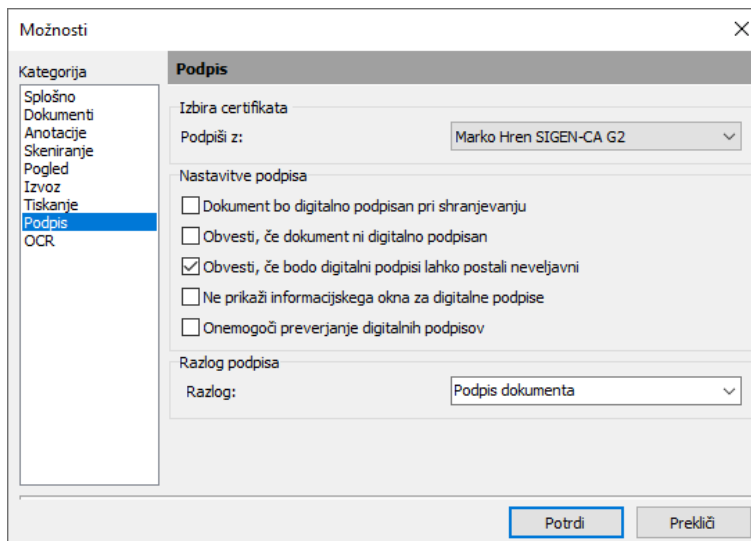 Možnosti
Kategorija
Splošno
Dokumenti
Anotacije
Skeniranje
Pogled
Izvoz
Tiskanje
Podpis
OCR
Podpis
Izbira certifikata
Podpiši z:
Marko Hren SIGEN-CA G2
Nastavitve podpisa
Dokument bo digitalno podpisan pri shranjevanju
Obvesti, če dokument ni digitalno podpisan
Obvesti, če bodo digitalni podpisi lahko postali neveljavni
Ne prikaži informacijskega okna za digitalne podpise
Onemogoči preverjanje digitalnih podpisov
Razlog podpisa
Razlog:
Podpis dokumenta
Potrdi
Prekliči